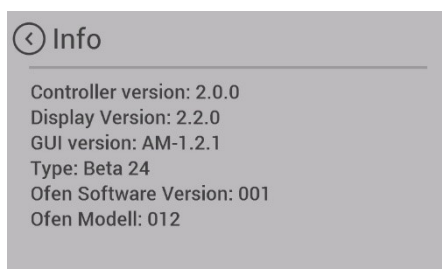 Info
Controller version: 2.0.0
Display Version: 2.2.0
GUI version: AM-1.2.1
Type: Beta 24
Ofen Software Version: 001
Ofen Modell: 012